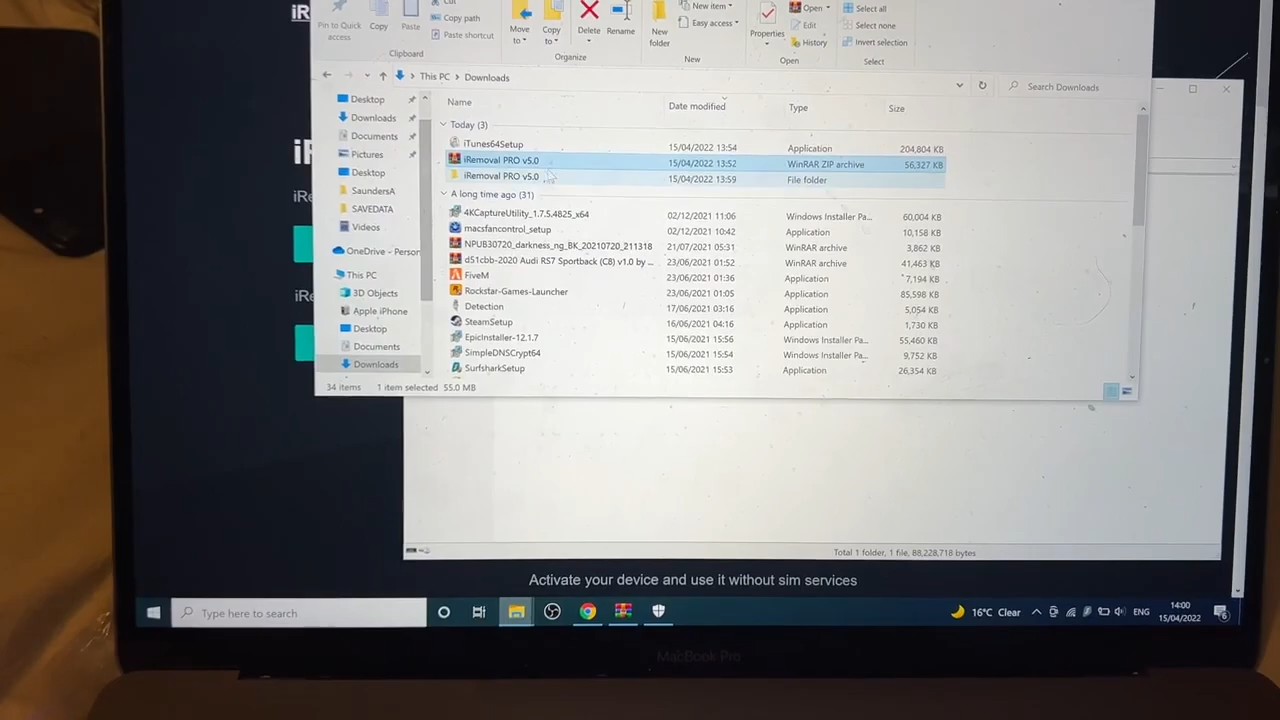 Pin to Quick access
Copy
Paste
Cut
Copy path
Paste shortcut
Clipboard
Move to
Copy to
Delete
Rename
Organize
New folder
New item
Easy access
New
Properties
Open
Edit
History
Open
Select all
Select none
Invert selection
Select
This PC > Downloads
Search Downloads
Name Date modified Type Size
Today (3)
iTunes64Setup 15/04/2022 13:54 Application 204,804 KB
iRemoval PRO v5.0 15/04/2022 13:52 WinRAR ZIP archive 56,327 KB
iRemoval PRO v5.0 15/04/2022 13:59 File folder
A long time ago (31)
4KCaptureUtility_1.7.5.4825_x64 02/12/2021 11:06 Windows Installer Pa... 60,004 KB
macsfancontrol_setup 02/12/2021 10:42 Application 10,158 KB
NPUB30720_darkness_ng_BK_20210720_211318 21/07/2021 05:31 WinRAR archive 3,862 KB
d51cbb-2020 Audi RS7 Sportback (C8) v1.0 by ... 23/06/2021 01:52 WinRAR archive 41,463 KB
FiveM 23/06/2021 01:36 Application 7,194 KB
Rockstar-Games-Launcher 23/06/2021 01:05 Application 85,598 KB
Detection 17/06/2021 03:16 Application 5,054 KB
SteamSetup 16/06/2021 04:16 Application 1,730 KB
EpicInstaller-12.1.7 15/06/2021 15:56 Windows Installer Pa... 55,460 KB
SimpleDNSCrypt64 15/06/2021 15:54 Windows Installer Pa... 9,752 KB
SurfsharkSetup 15/06/2021 15:53 Application 26,354 KB
Desktop
Downloads
Documents
Pictures
Desktop
SaundersA
SAVEDATA
Videos
OneDrive - Person
This PC
3D Objects
Apple iPhone
Desktop
Documents
Downloads
34 items 1 item selected 55.0 MB
Total 1 folder, 1 file, 88,228,718 bytes
Activate your device and use it without sim services
Type here to search
16°C Clear
ENG
14:00
15/04/2022
6
MacBook Pro